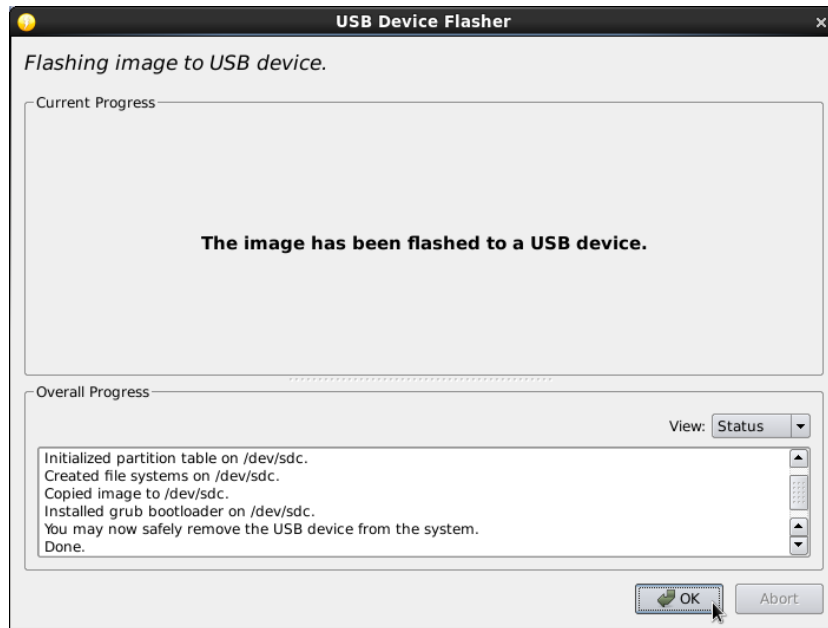 USB Device Flasher
Flashing image to USB device.
Current Progress
The image has been flashed to a USB device.
Overall Progress
View: Status
Initialized partition table on /dev/sdc.
Created file systems on /dev/sdc.
Copied image to /dev/sdc.
Installed grub bootloader on /dev/sdc.
You may now safely remove the USB device from the system.
Done.
OK Abort